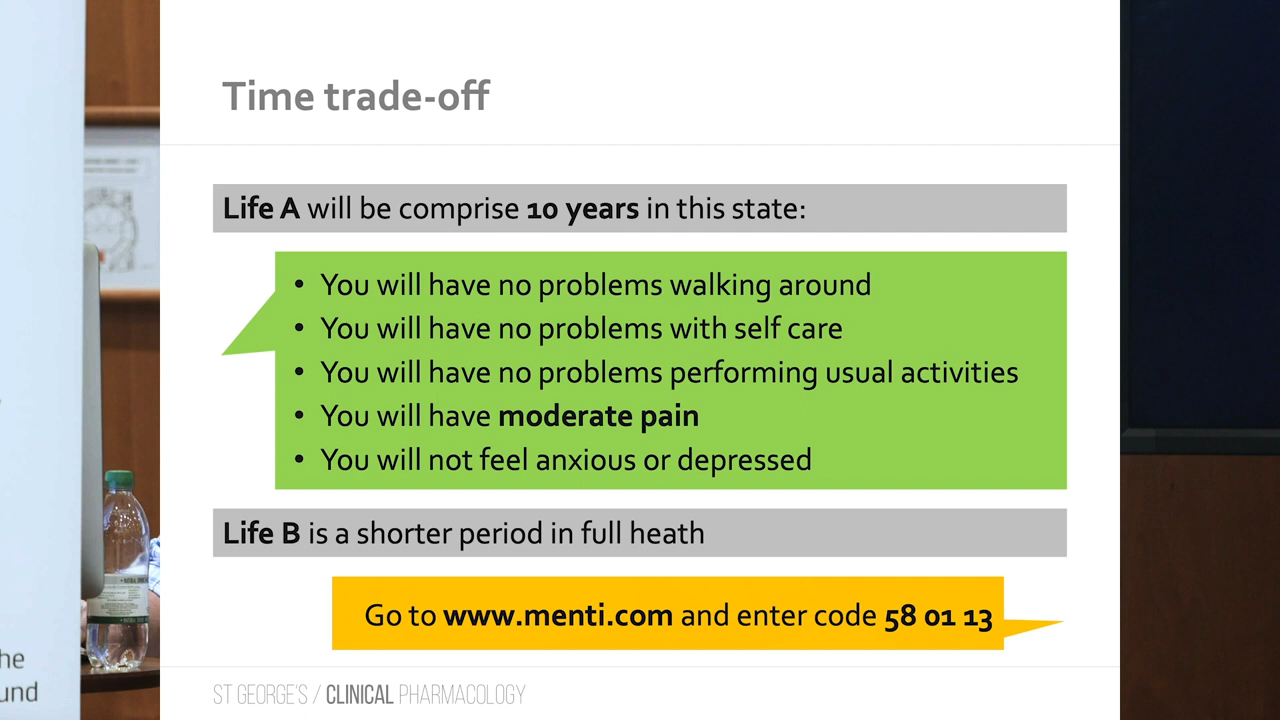 Time trade-off
Life A will be comprise 10 years in this state:
• You will have no problems walking around
• You will have no problems with self care
• You will have no problems performing usual activities
• You will have moderate pain
• You will not feel anxious or depressed
Life B is a shorter period in full heath
Go to www.menti.com and enter code 58 01 13
ST GEORGE'S / CLINICAL PHARMACOLOGY